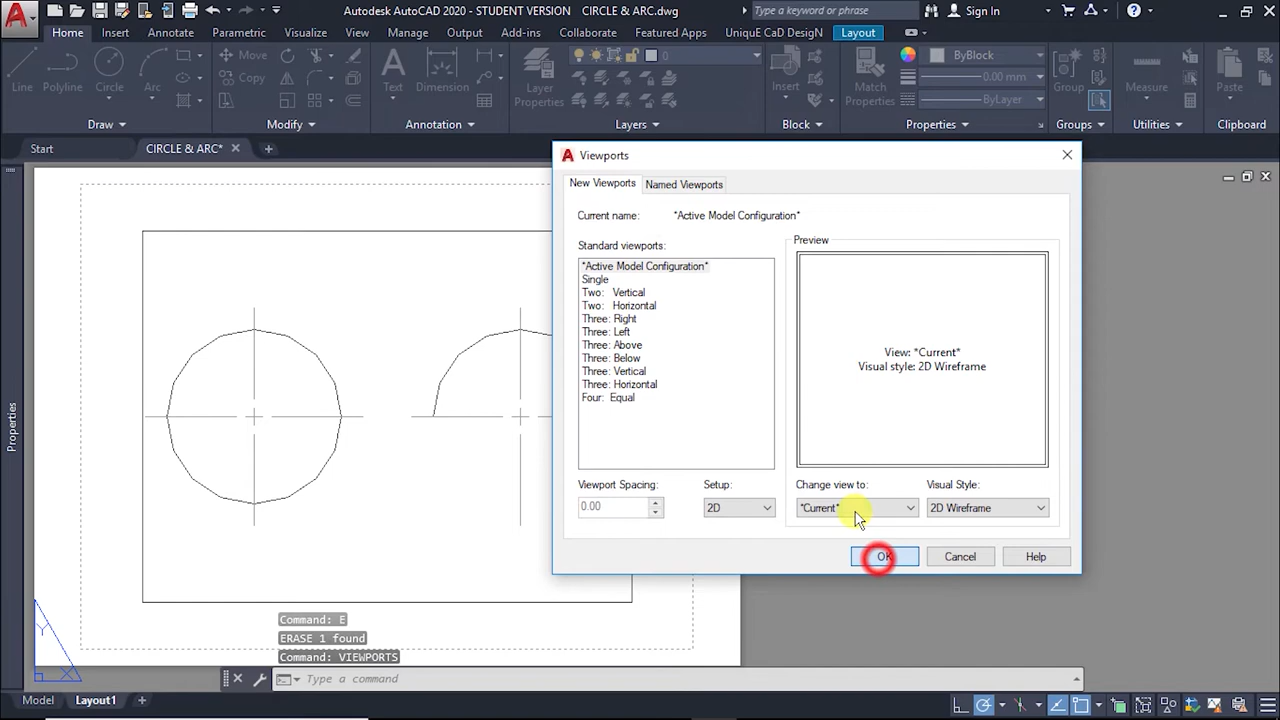 Autodesk AutoCAD 2020 - STUDENT VERSION CIRCLE & ARC.dwg
Type a keyword or phrase
Sign In
Home Insert Annotate Parametric Visualize View Manage Output Add-ins Collaborate Featured Apps UniqueE Cad DesigN Layout
Move
Copy
0
ByBlock
0.00 mm
ByLayer
Line Polyline Circle Arc
Text Dimension
Layer
Properties
Insert
Match
Properties
Group
Measure
Paste
Draw Modify Annotation Layers Block Properties Groups Utilities Clipboard
Start CIRCLE & ARC*
Viewports
New Viewports Named Viewports
Current name: *Active Model Configuration*
Standard viewports:
Preview
*Active Model Configuration*
Single
Two: Vertical
Two: Horizontal
Three: Right
Three: Left
Three: Above
Three: Below
Three: Vertical
Three: Horizontal
Four: Equal
View: *Current*
Visual style: 2D Wireframe
Viewport Spacing: Setup: Change view to: Visual Style:
0.00 2D *Current* 2D Wireframe
OK Cancel Help
Properties
Y
X
Command: E
ERASE 1 found
Command: VIEWPORTS
Type a command
Model Layout1